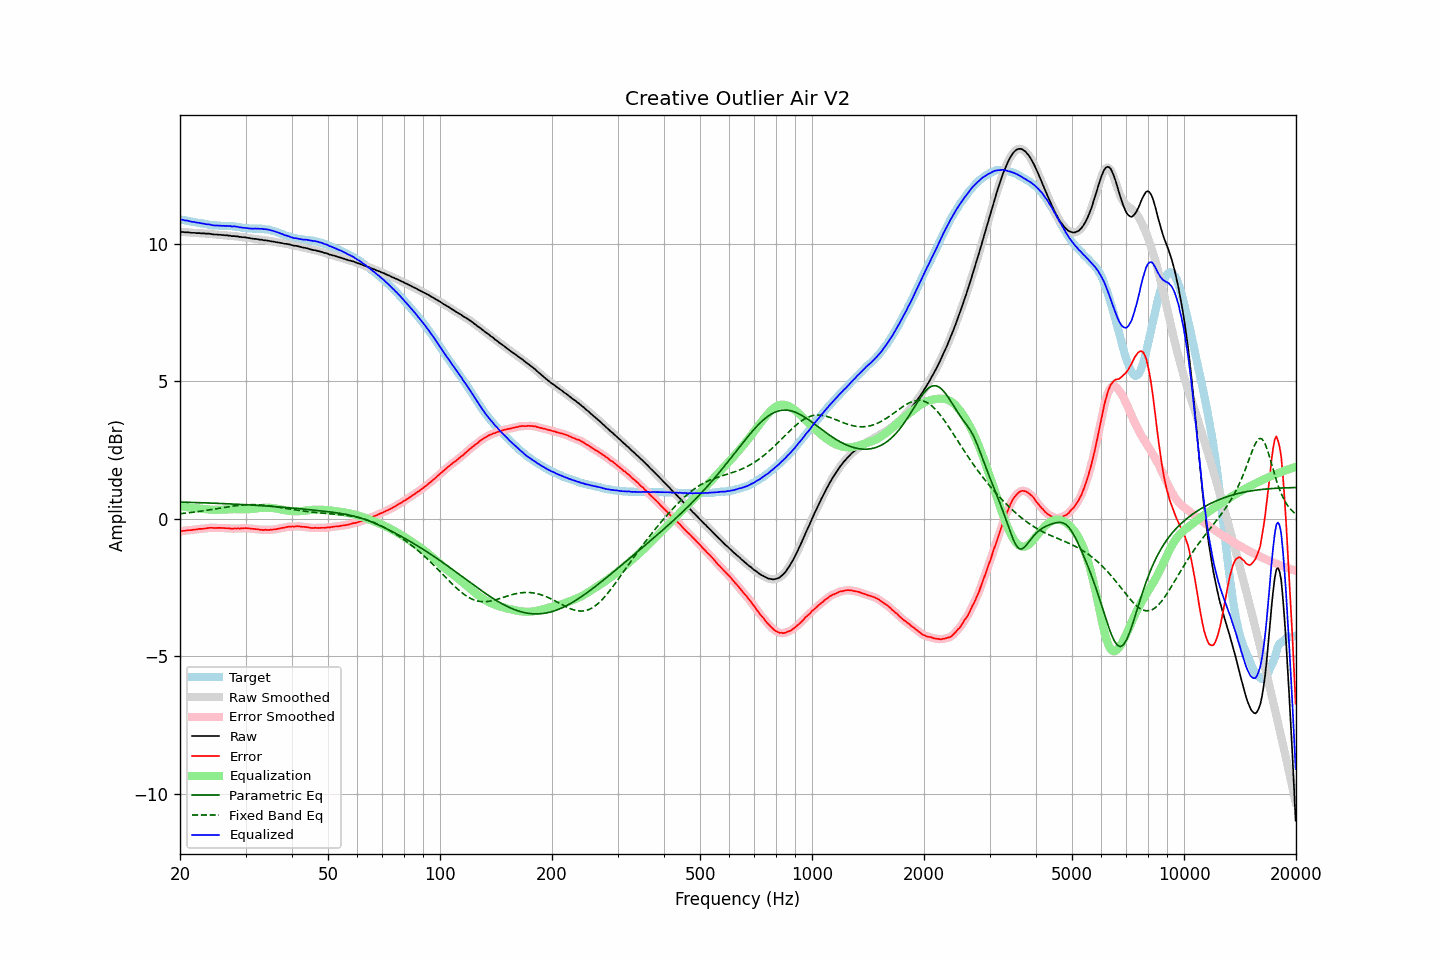 Creative Outlier Air V2
Amplitude (dBr)
10
5
0
−5
−10
Target
Raw Smoothed
Error Smoothed
Raw
Error
Equalization
Parametric Eq
Fixed Band Eq
Equalized
20 50 100 200 500 1000 2000 5000 10000 20000
Frequency (Hz)